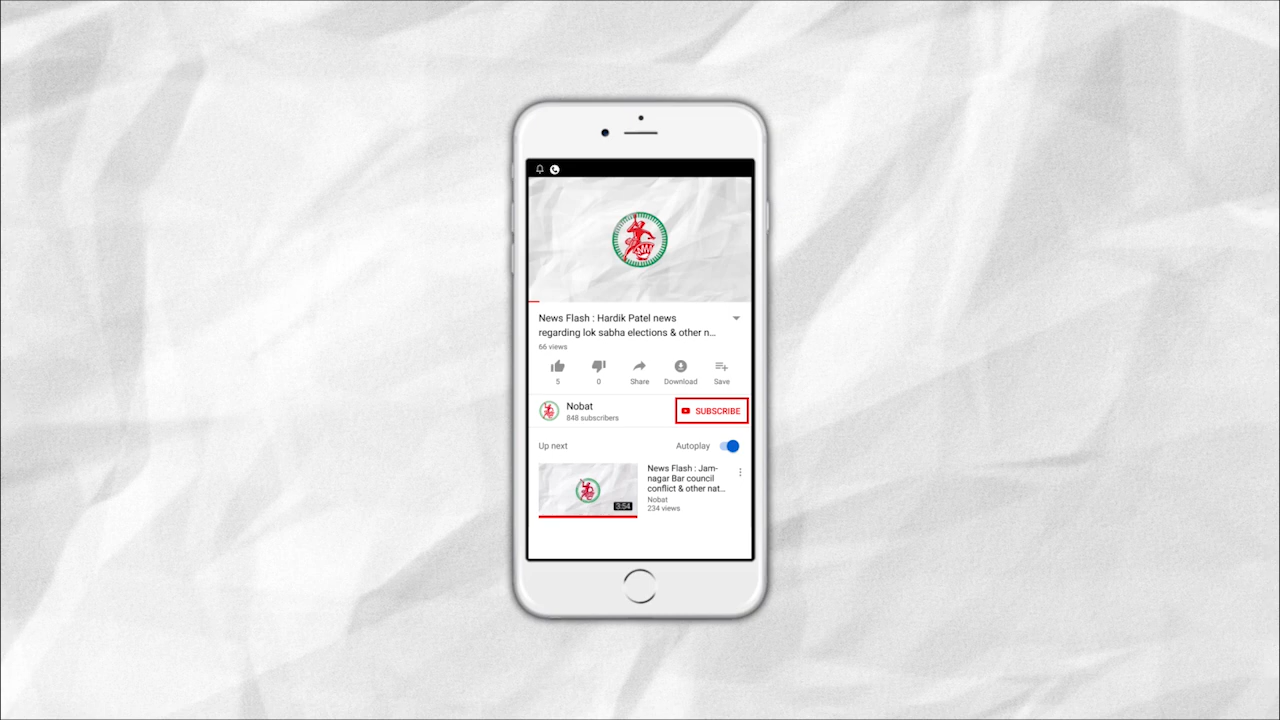 News Flash : Hardik Patel news
regarding lok sabha elections & other n...
66 views
5
0
Share
Download
Save
Nobat
848 subscribers
SUBSCRIBE
Up next
Autoplay
3:54
News Flash : Jam-
nagar Bar council
conflict & other nat...
Nobat
234 views